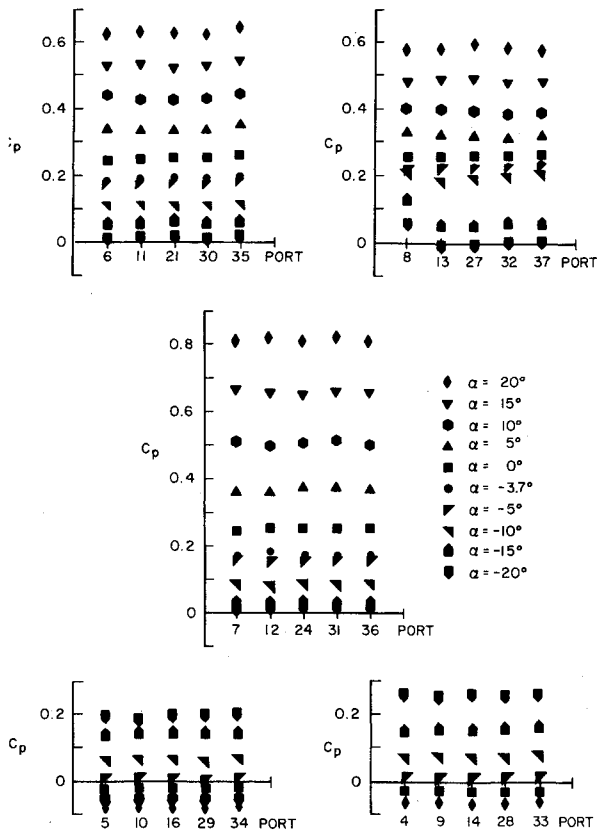 0.6
0.4
Cp
0.2
0
6 11 21 30 35 PORT
0.6
0.4
Cp
0.2
0
8 13 27 32 37 PORT
0.8
0.6
Cp
0.4
0.2
0
7 12 24 31 36 PORT
α = 20°
α = 15°
α = 10°
α = 5°
α = 0°
α = -3.7°
α = -5°
α = -10°
α = -15°
α = -20°
0.2
Cp
0
5 10 16 29 34 PORT
0.2
Cp
0
4 9 14 28 33 PORT